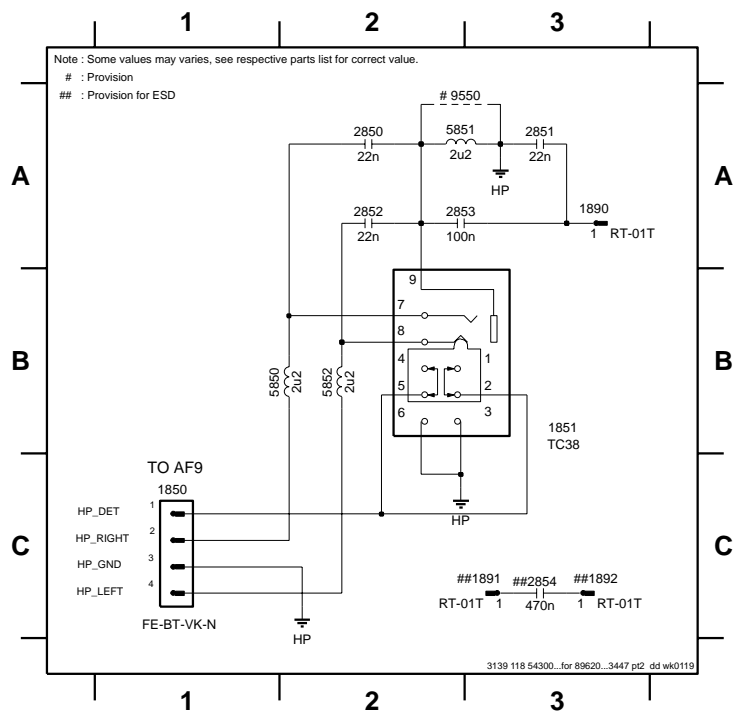 1 2 3
Note : Some values may varies, see respective parts list for correct value.
# : Provision
## : Provision for ESD
# 9550
2850
22n
5851
2u2
2851
22n
A
A
HP
2852
22n
2853
100n
1890
1 RT-01T
9
7
8
4
1
B
B
5850
2u2
5852
2u2
5
2
6
3
1851
TC38
TO AF9
1850
HP_DET 1
HP_RIGHT 2
HP_GND 3
HP_LEFT 4
FE-BT-VK-N
HP
HP
C
C
##1891
##2854
##1892
RT-01T 1
470n
1 RT-01T
3139 118 54300...for 89620...3447 pt2 dd wk0119
1 2 3